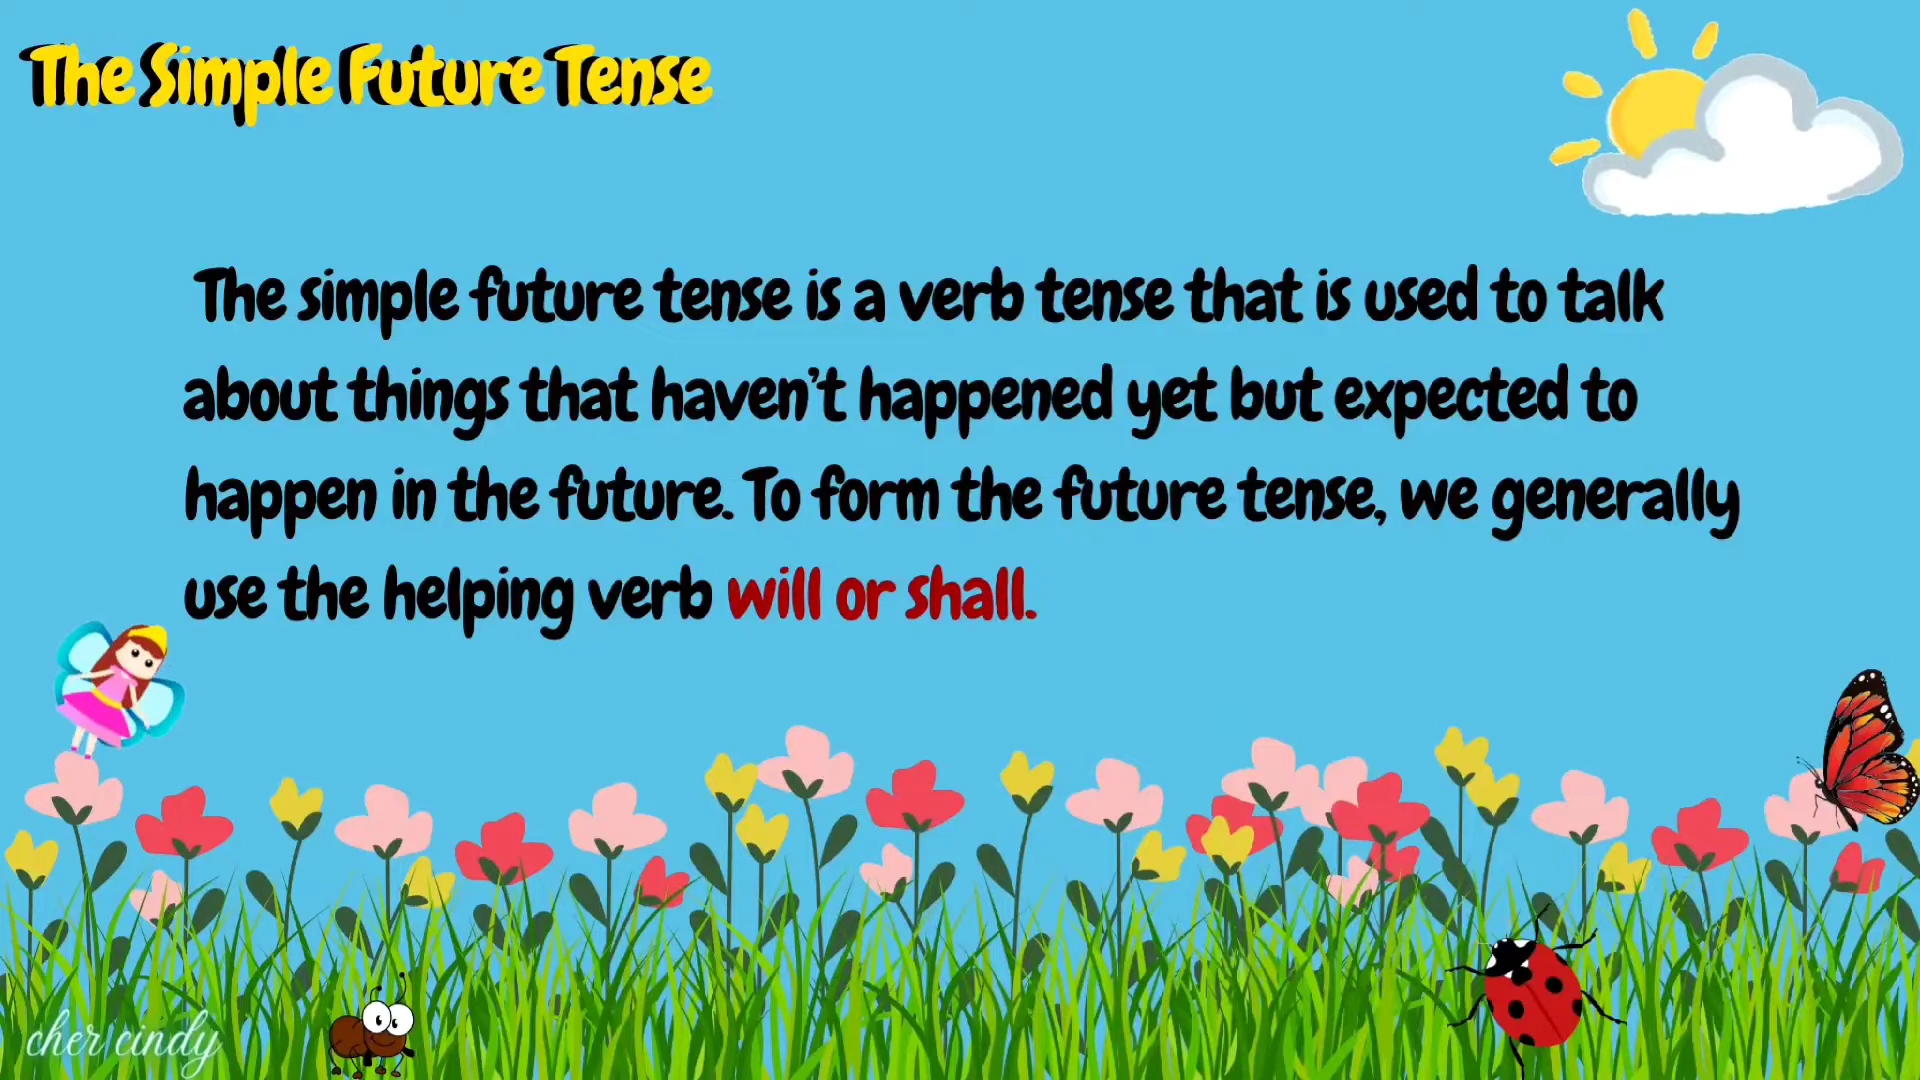 The Simple Future Tense
The simple future tense is a verb tense that is used to talk
about things that haven't happened yet but expected to
happen in the future. To form the future tense, we generally
use the helping verb will or shall.
cher cindy